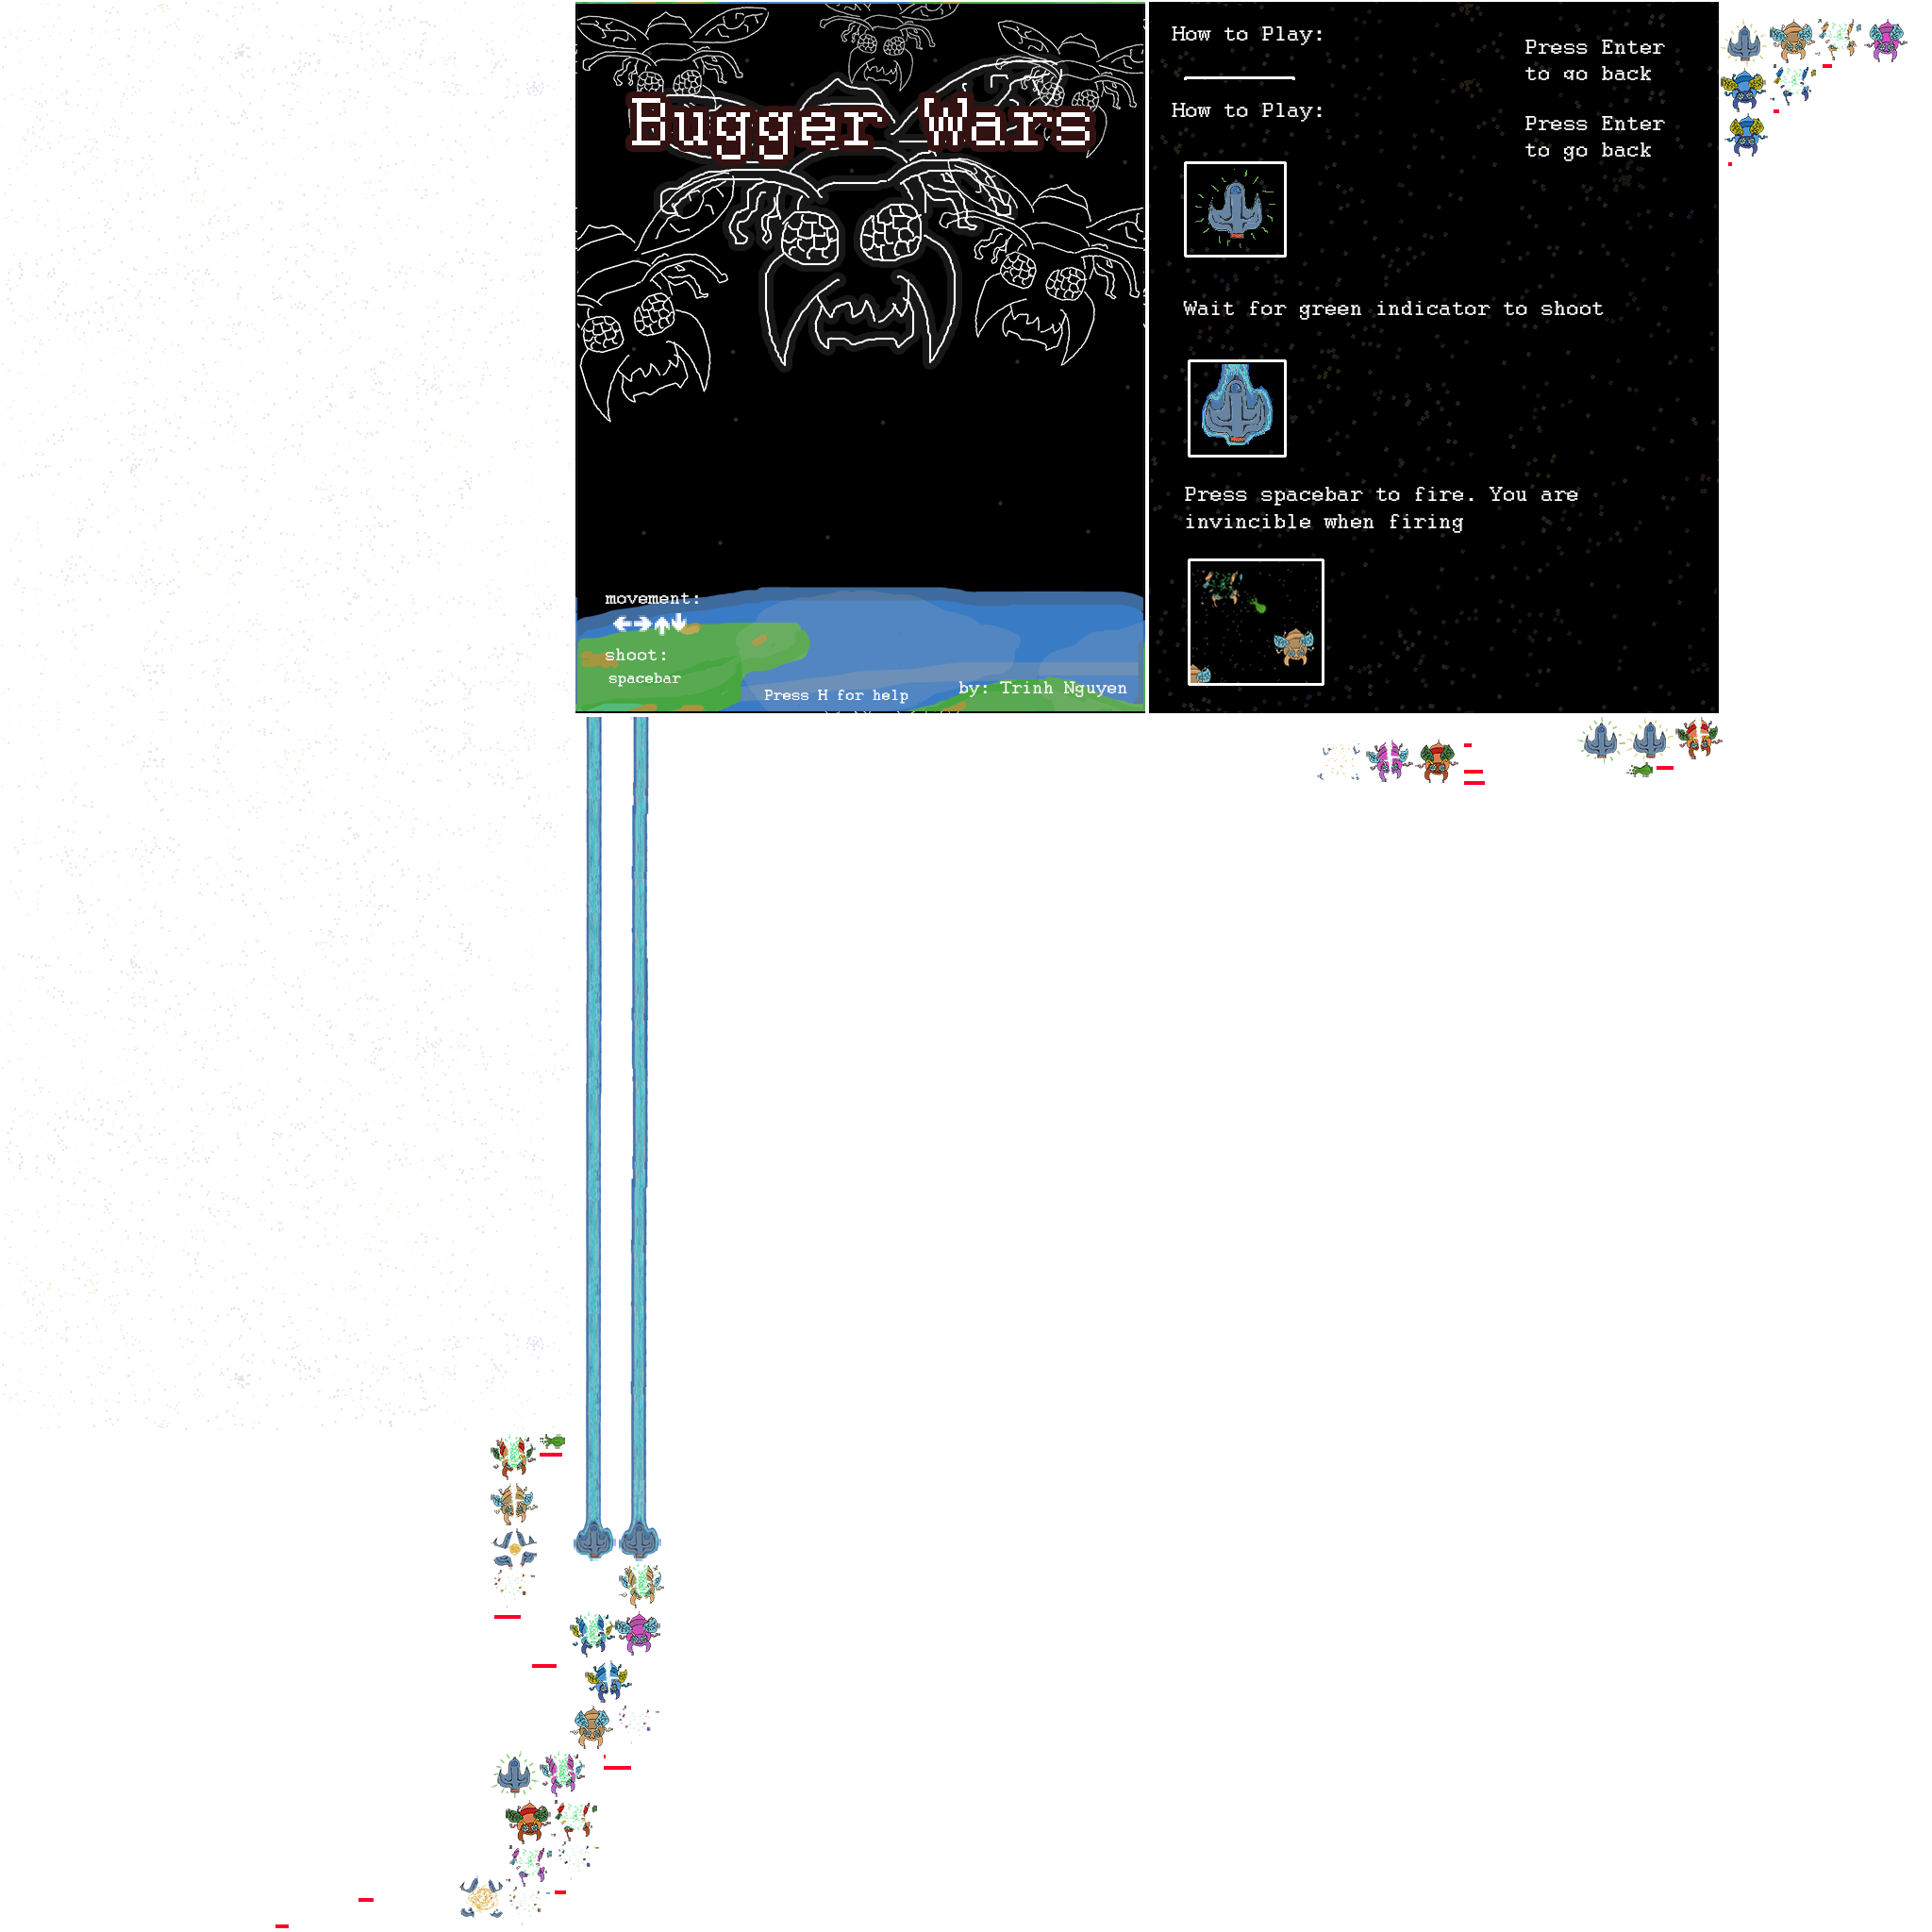 Bugger Wars
movement:
shoot:
spacebar
Press H for help
by: Trinh Nguyen
How to Play:
Press Enter
to go back
How to Play:
Press Enter
to go back
Wait for green indicator to shoot
Press spacebar to fire. You are
invincible when firing